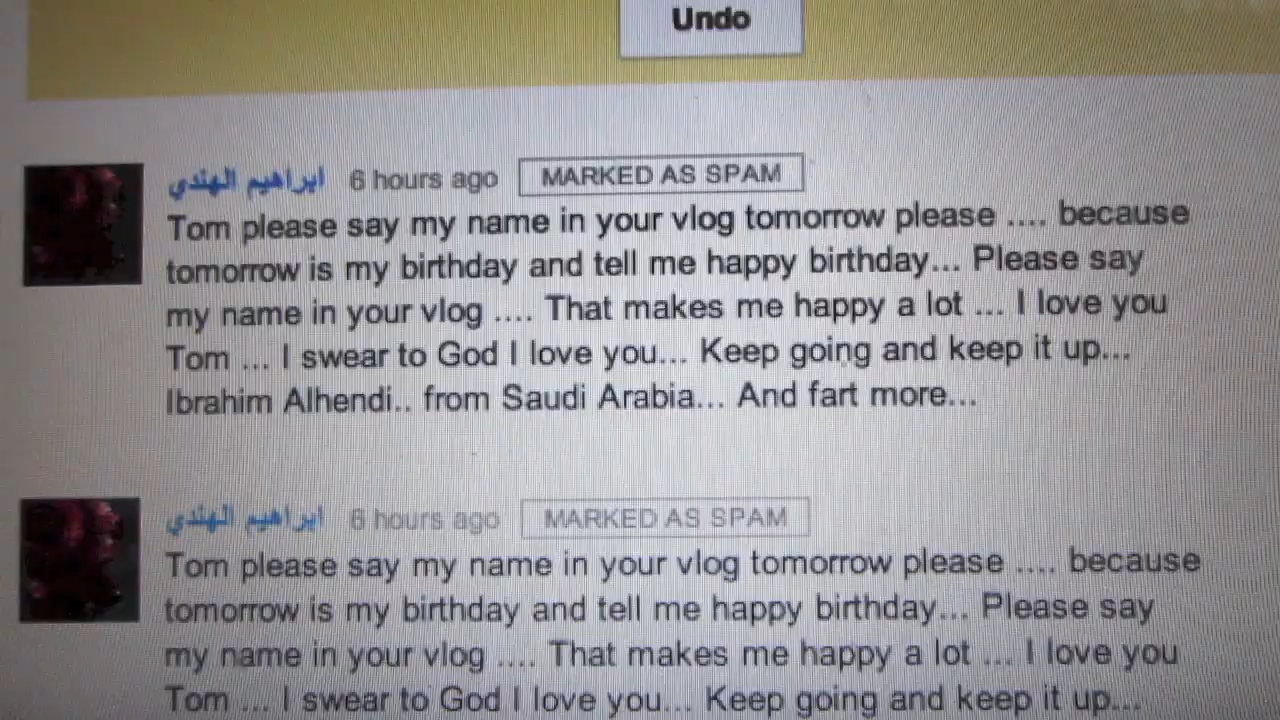 Undo
ابراهيم الهندي 6 hours ago MARKED AS SPAM
Tom please say my name in your vlog tomorrow please .... because
tomorrow is my birthday and tell me happy birthday... Please say
my name in your vlog .... That makes me happy a lot ... I love you
Tom ... I swear to God I love you... Keep going and keep it up...
Ibrahim Alhendi.. from Saudi Arabia... And fart more...
ابراهيم الهندي 6 hours ago MARKED AS SPAM
Tom please say my name in your vlog tomorrow please .... because
tomorrow is my birthday and tell me happy birthday... Please say
my name in your vlog .... That makes me happy a lot ... I love you
Tom ... I swear to God I love you... Keep going and keep it up...